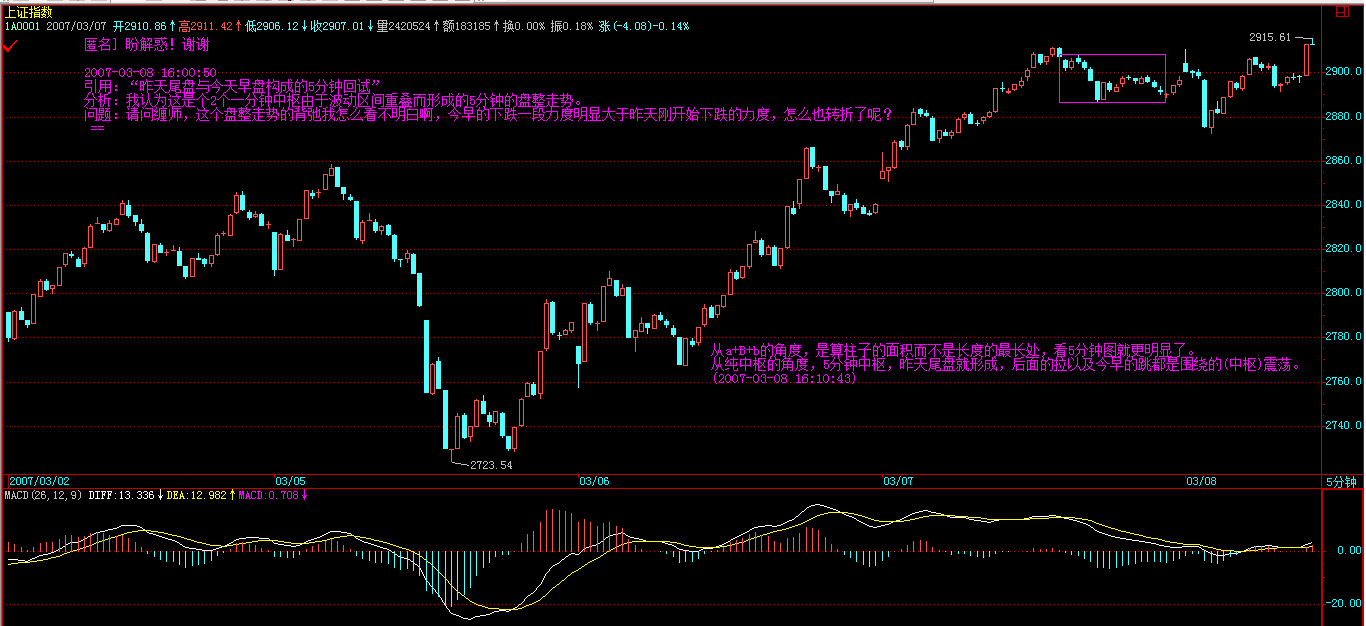 上证指数
1A0001 2007/03/07 开2910.86↑高2911.42↑低2906.12↓收2907.01↓量2420524↑额183185↑换0.00% 振0.18% 涨(-4.08)-0.14%
2915.61
匿名] 盼解惑！谢谢
2007-03-08 16:00:50
引用：“昨天尾盘与今天早盘构成的5分钟回试”
分析：我认为这是个2个一分钟中枢由于波动区间重叠而形成的5分钟的盘整走势。
问题：请问缠师，这个盘整走势的背弛我怎么看不明白啊，今早的下跌一段力度明显大于昨天刚开始下跌的力度，怎么也转折了呢？
==
2900.0
2880.0
2860.0
2840.0
2820.0
2800.0
2780.0
2760.0
2740.0
从a+B+b的角度，是算柱子的面积而不是长度的最长处，看5分钟图就更明显了。
从纯中枢的角度，5分钟中枢，昨天尾盘就形成，后面的拉以及今早的跳都是围绕的(中枢)震荡。
(2007-03-08 16:10:43)
2723.54
2007/03/02 03/05 03/06 03/07 03/08 5分钟
MACD(26,12,9) DIFF:13.336↓DEA:12.982↑MACD:0.708↓
0.00
-20.00